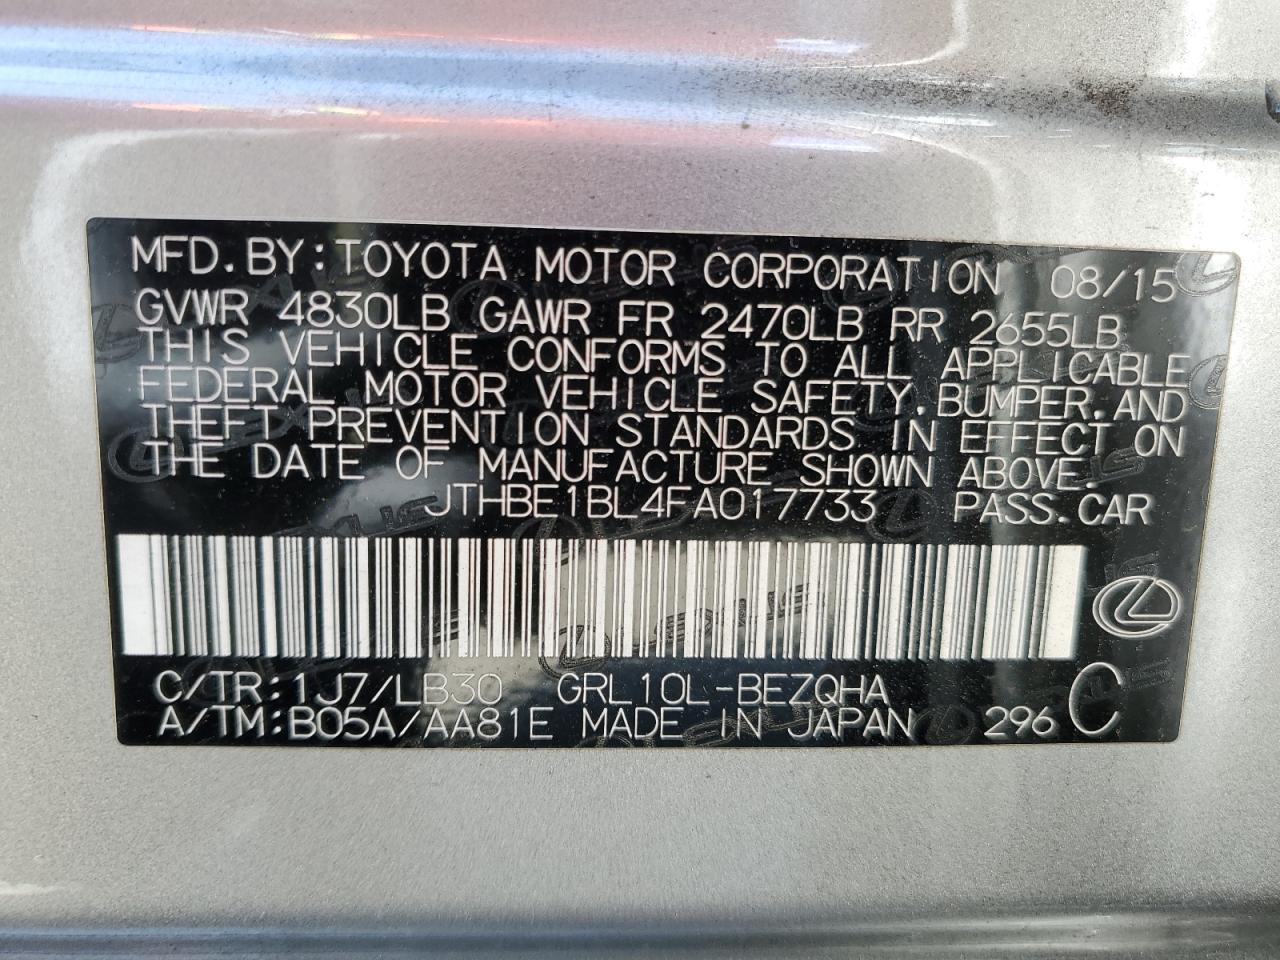 MFD.BY:TOYOTA MOTOR CORPORATION 08/15
GVWR 4830LB GAWR FR 2470LB RR 2655LB
THIS VEHICLE CONFORMS TO ALL APPLICABLE
FEDERAL MOTOR VEHICLE SAFETY,BUMPER,AND
THEFT PREVENTION STANDARDS IN EFFECT ON
THE DATE OF MANUFACTURE SHOWN ABOVE.
JTHBE1BL4FA017733 PASS.CAR
C/TR:1J7/LB30 GRL10L-BEZQHA
A/TM:B05A/AA81E MADE IN JAPAN 296 C